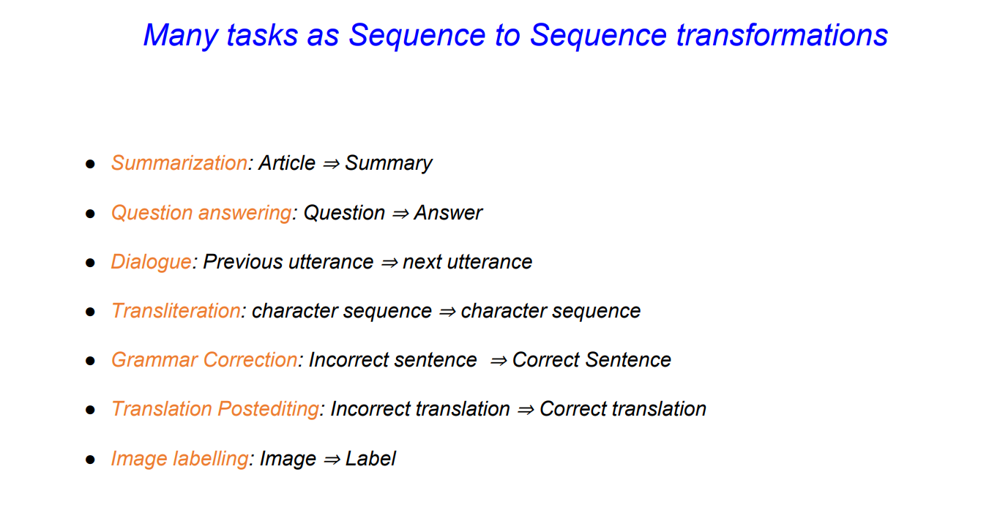 Many tasks as Sequence to Sequence transformations
● Summarization: Article ⇒ Summary
● Question answering: Question ⇒ Answer
● Dialogue: Previous utterance ⇒ next utterance
● Transliteration: character sequence ⇒ character sequence
● Grammar Correction: Incorrect sentence  ⇒ Correct Sentence
● Translation Postediting: Incorrect translation ⇒ Correct translation
● Image labelling: Image ⇒ Label